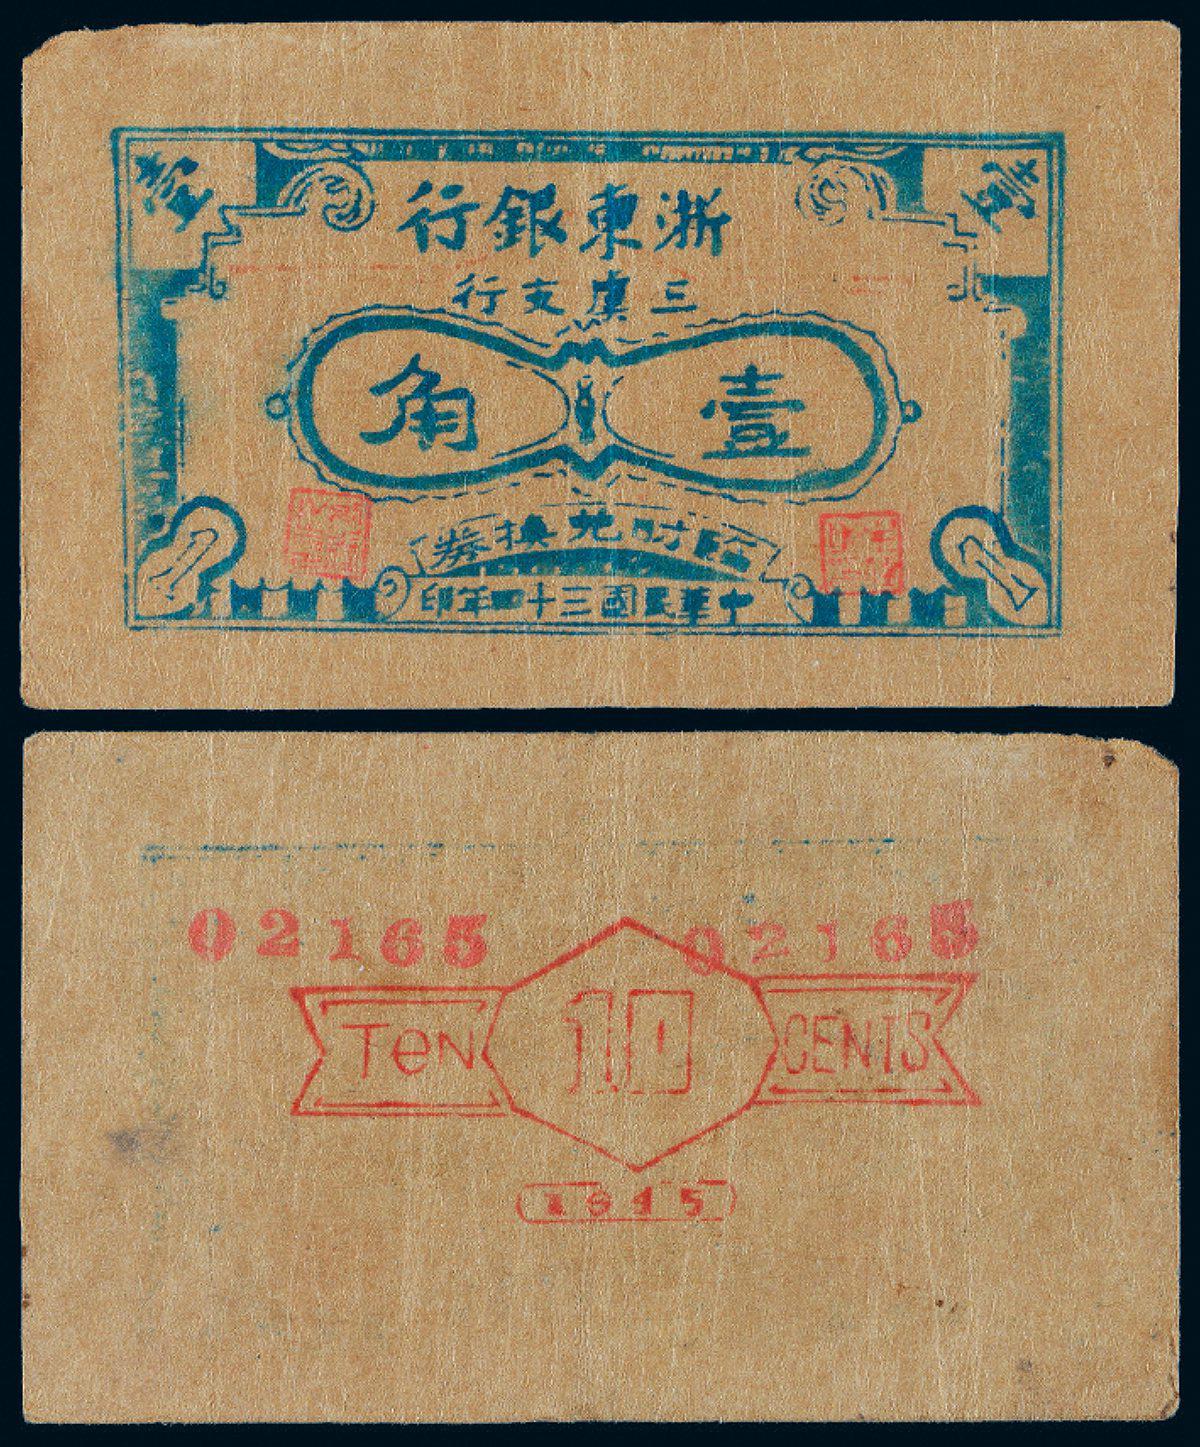 壹 壹
浙東銀行
三虞支行
壹角
臨時兌換券
中華民國三十四年印
02165 02165
TeN 10 CENTS
1945